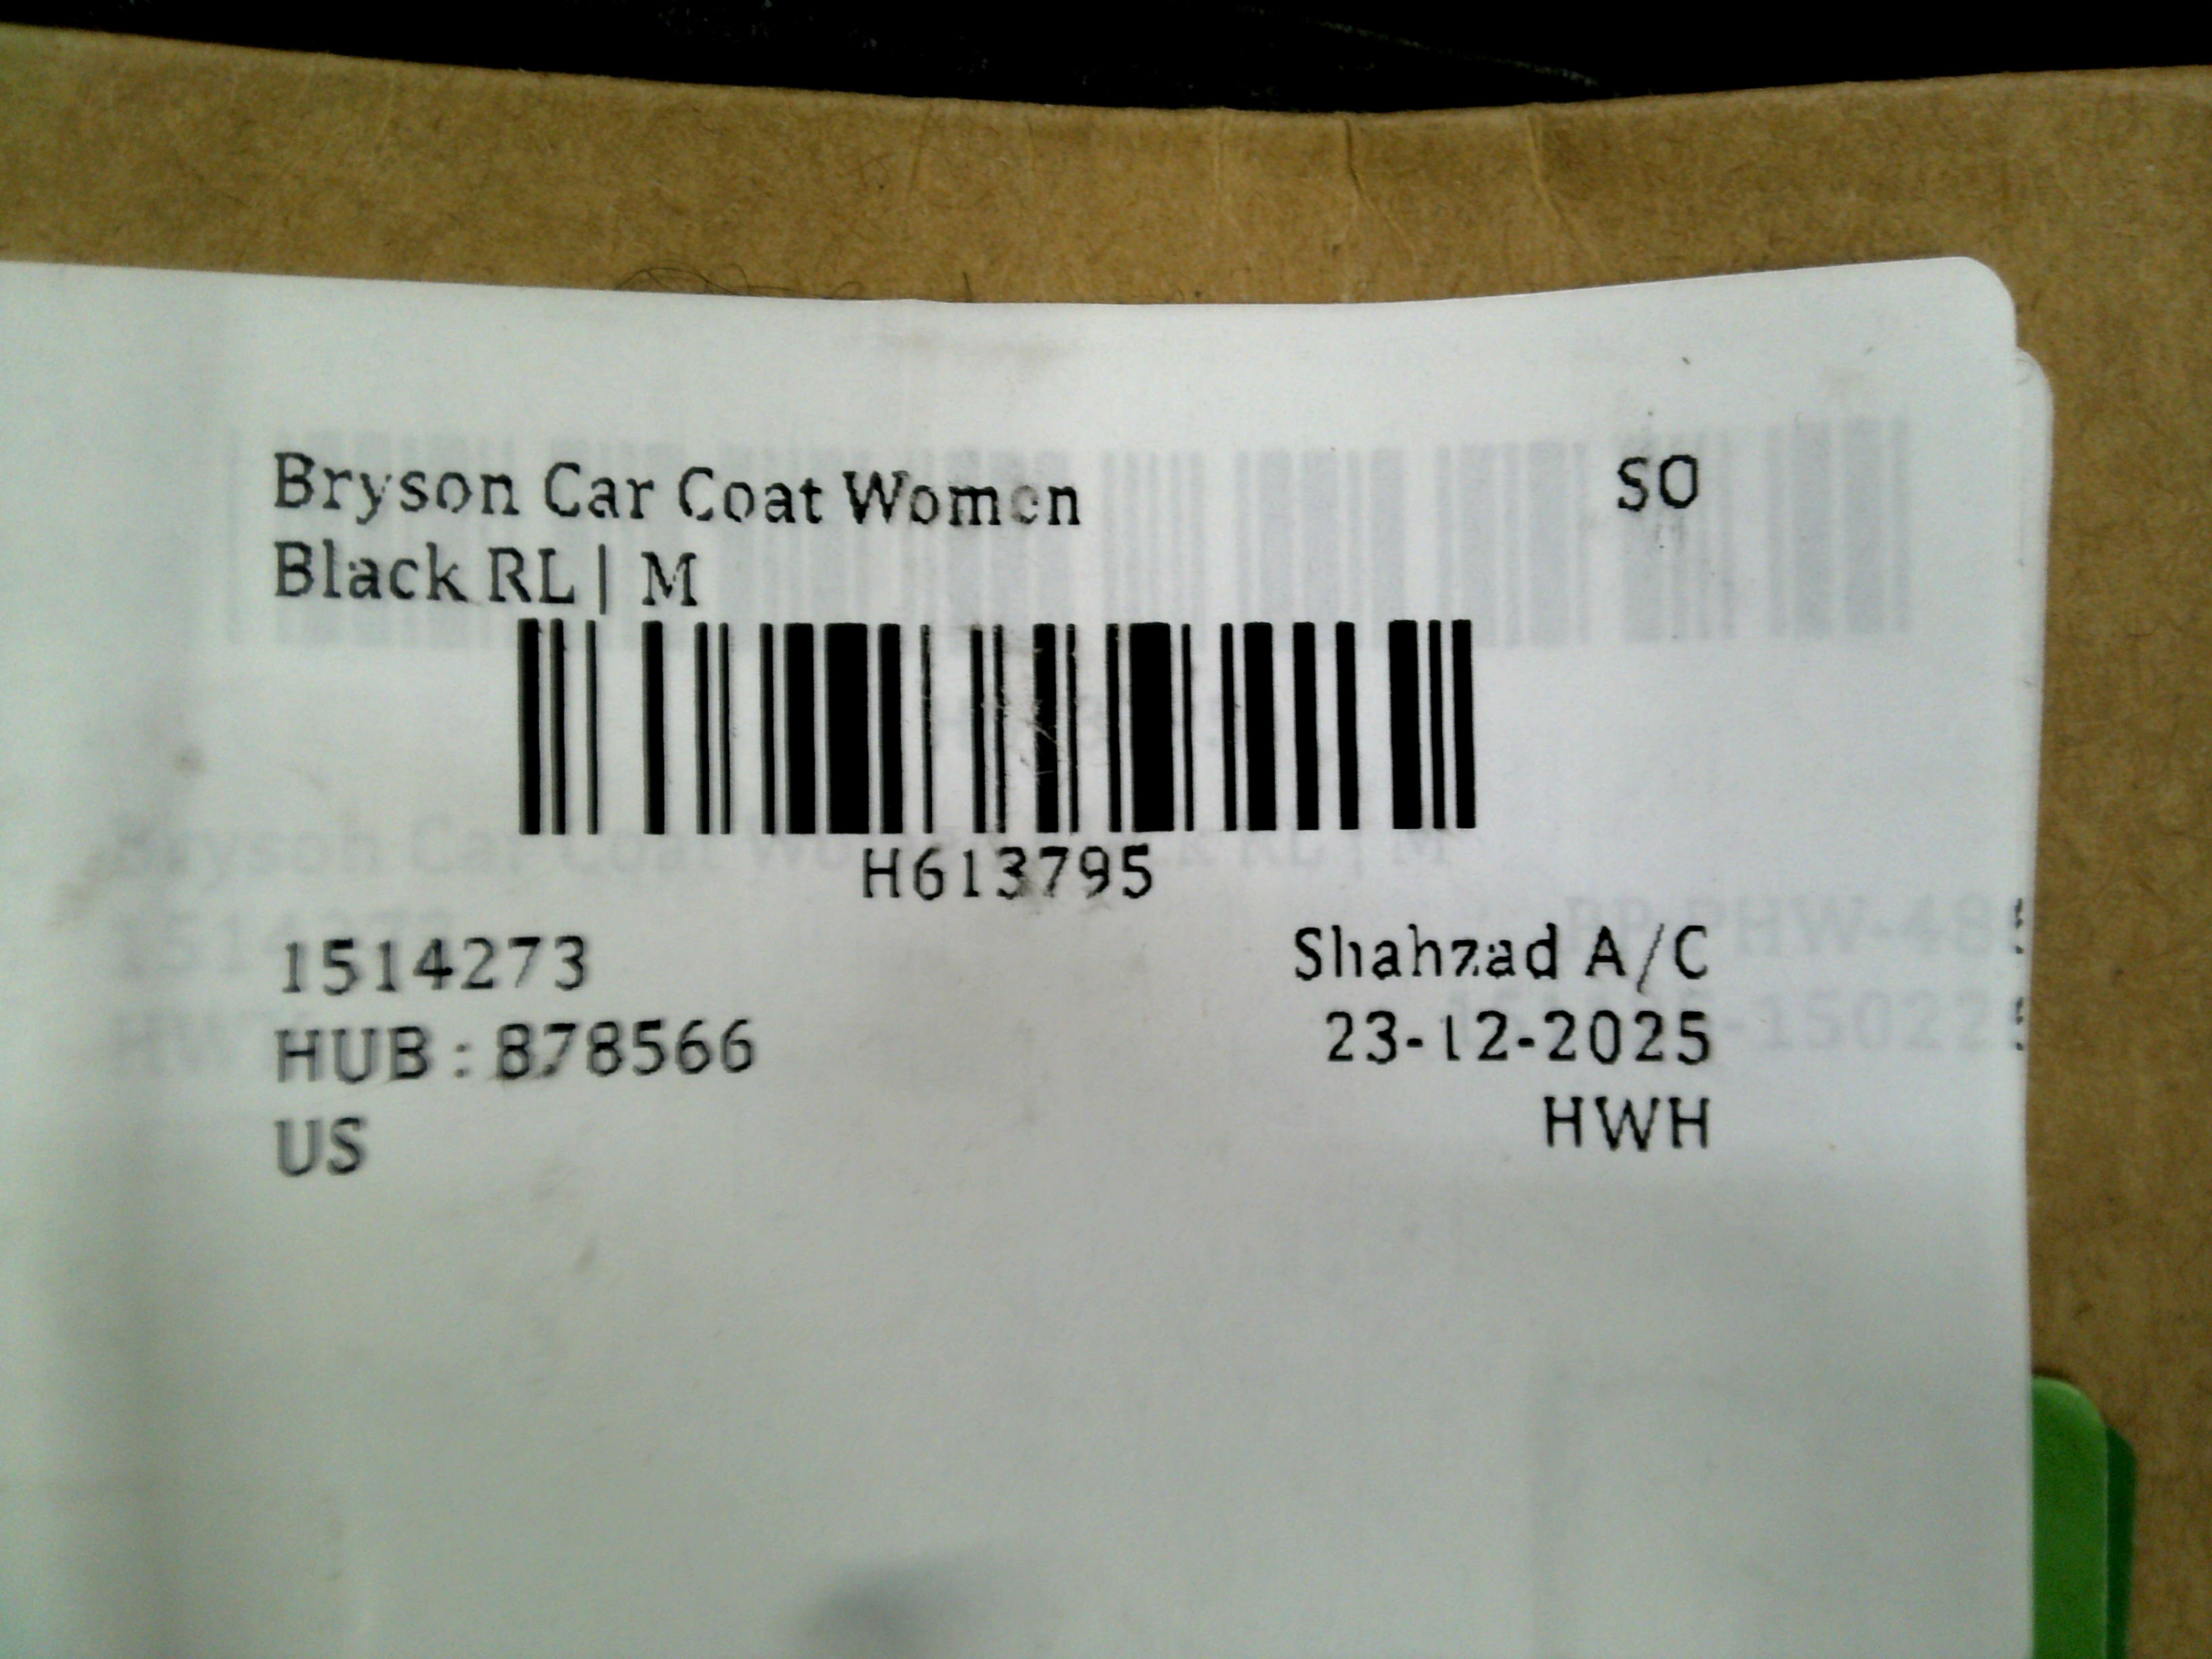 Bryson Car Coat Women SO
Black RL | M
H613795
1514273 Shahzad A/C
HUB : 878566 23-12-2025
US HWH